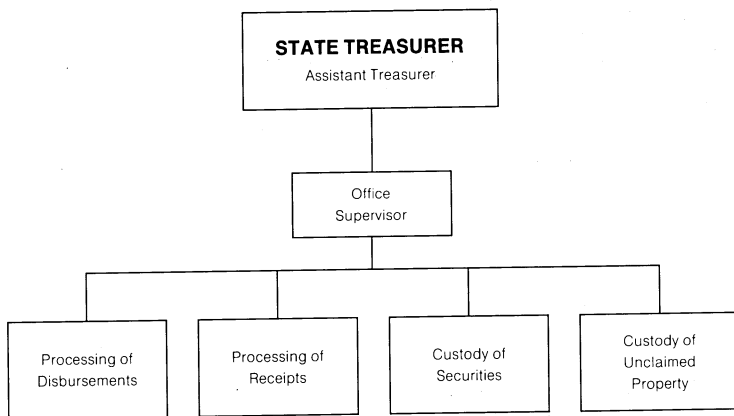 STATE TREASURER
Assistant Treasurer
Office
Supervisor
Processing of
Disbursements
Processing of
Receipts
Custody of
Securities
Custody of
Unclaimed
Property